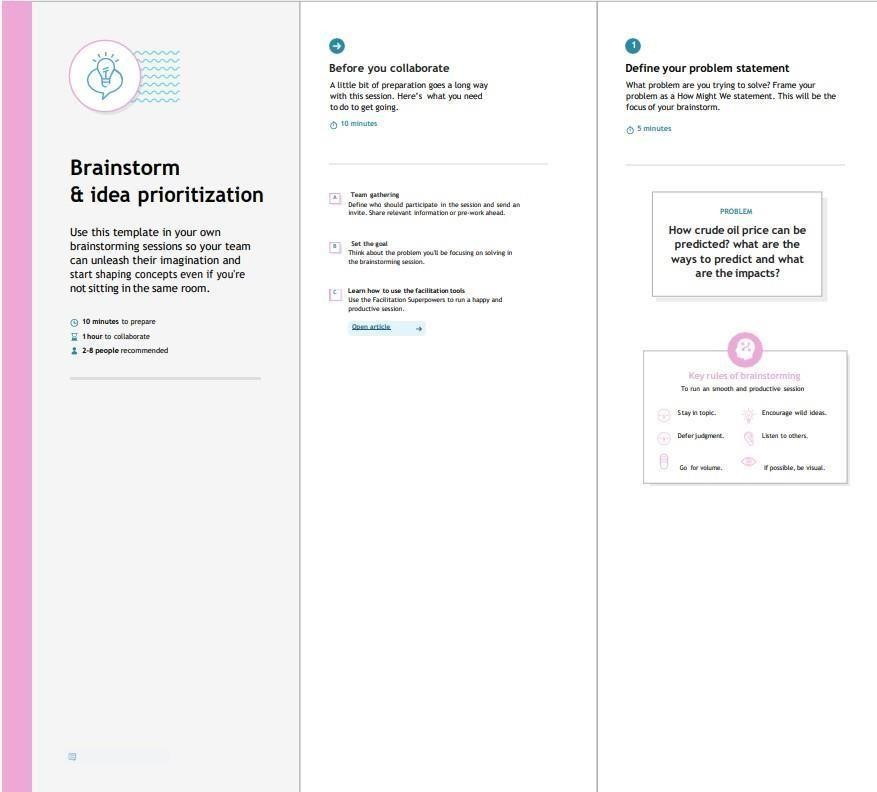 Brainstorm
& idea prioritization
Use this template in your own
brainstorming sessions so your team
can unleash their imagination and
start shaping concepts even if you're
not sitting in the same room.
10 minutes to prepare
1 hour to collaborate
2-8 people recommended
Before you collaborate
A little bit of preparation goes a long way
with this session. Here's what you need
to do to get going.
10 minutes
A
Team gathering
Define who should participate in the session and send an
invite. Share relevant information or pre-work ahead.
B
Set the goal
Think about the problem you'll be focusing on solving in
the brainstorming session.
C
Learn how to use the facilitation tools
Use the Facilitation Superpowers to run a happy and
productive session.
Open article
1
Define your problem statement
What problem are you trying to solve? Frame your
problem as a How Might We statement. This will be the
focus of your brainstorm.
5 minutes
PROBLEM
How crude oil price can be
predicted? what are the
ways to predict and what
are the impacts?
Key rules of brainstorming
To run an smooth and productive session
Stay in topic.
Encourage wild ideas.
Defer judgment.
Listen to others.
Go for volume.
If possible, be visual.